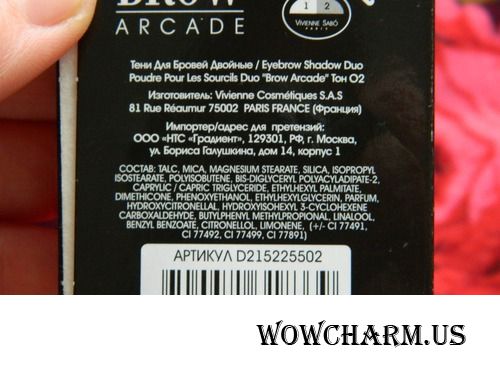 BROW
ARCADE
1 2
VIVIENNE SABÓ
PARIS
Тени Для Бровей Двойные / Eyebrow Shadow Duo
Poudre Pour Les Sourcils Duo "Brow Arcade" Тон 02
Изготовитель: Vivienne Cosmétiques S.A.S
81 Rue Réaumur 75002 PARIS FRANCE (Франция)
Импортер/адрес для претензий:
ООО «НТС «Градиент», 129301, РФ, г. Москва,
ул. Бориса Галушкина, дом 14, корпус 1
СОСТАВ: TALC, MICA, MAGNESIUM STEARATE, SILICA, ISOPROPYL
ISOSTEARATE, POLYISOBUTENE, BIS-DIGLYCERYL POLYACYLADIPATE-2,
CAPRYLIC / CAPRIC TRIGLYCERIDE, ETHYLHEXYL PALMITATE,
DIMETHICONE, PHENOXYETHANOL, ETHYLHEXYLGLYCERIN, PARFUM,
HYDROXYCITRONELLAL, HYDROXYISOHEXYL 3-CYCLOHEXENE
CARBOXALDEHYDE, BUTYLPHENYL METHYLPROPIONAL, LINALOOL,
BENZYL BENZOATE, CITRONELLOL, LIMONENE, (+/- CI 77491,
CI 77492, CI 77499, CI 77891)
АРТИКУЛ D215225502
WOWCHARM.US